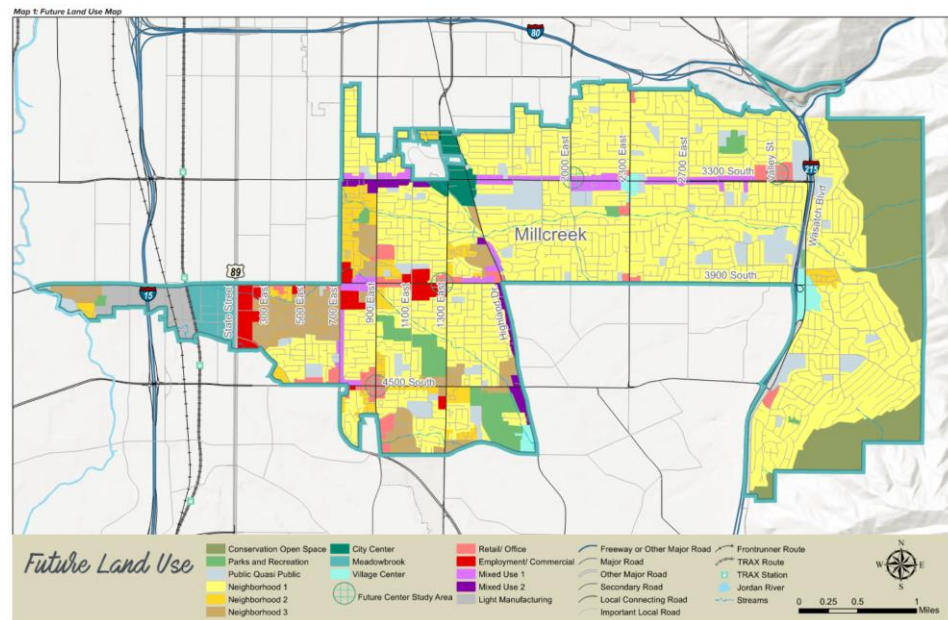 Map 1: Future Land Use Map
80
2000 East
2300 East
2700 East
Valley St
3300 South
215
Wasatch Blvd
Millcreek
89
3900 South
15
State Street
300 East
500 East
700 East
900 East
1100 East
1300 East
Highland Dr
4500 South
Future Land Use
Conservation Open Space
Parks and Recreation
Public Quasi Public
Neighborhood 1
Neighborhood 2
Neighborhood 3
City Center
Meadowbrook
Village Center
Future Center Study Area
Retail/ Office
Employment/ Commercial
Mixed Use 1
Mixed Use 2
Light Manufacturing
Freeway or Other Major Road
Major Road
Other Major Road
Secondary Road
Local Connecting Road
Important Local Road
Frontrunner Route
TRAX Route
TRAX Station
Jordan River
Streams
N
W
E
S
0 0.25 0.5 1
Miles